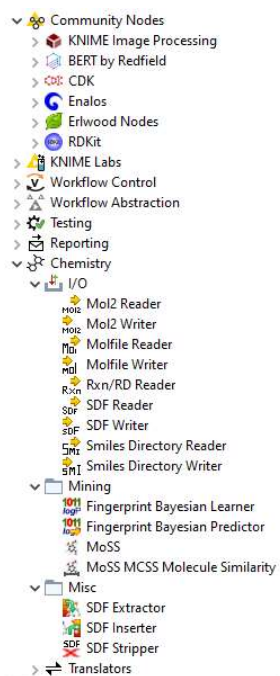 Community Nodes
KNIME Image Processing
BERT by Redfield
CDK
Enalos
Erlwood Nodes
RDKit
KNIME Labs
Workflow Control
Workflow Abstraction
Testing
Reporting
Chemistry
I/O
Mol2 Reader
Mol2 Writer
Molfile Reader
Molfile Writer
Rxn/RD Reader
SDF Reader
SDF Writer
Smiles Directory Reader
Smiles Directory Writer
Mining
Fingerprint Bayesian Learner
Fingerprint Bayesian Predictor
MoSS
MoSS MCSS Molecule Similarity
Misc
SDF Extractor
SDF Inserter
SDF Stripper
Translators